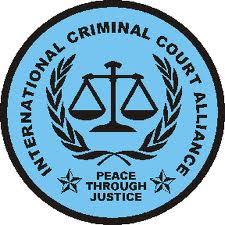 INTERNATIONAL CRIMINAL COURT ALLIANCE
PEACE
THROUGH
JUSTICE